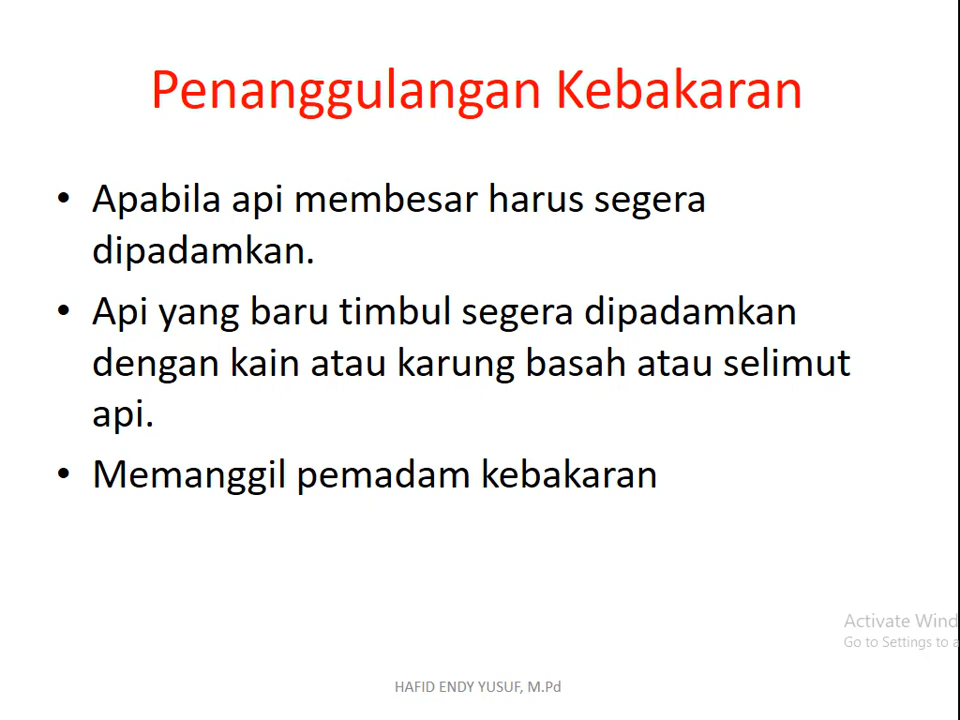 Penanggulangan Kebakaran
• Apabila api membesar harus segera
dipadamkan.
• Api yang baru timbul segera dipadamkan
dengan kain atau karung basah atau selimut
api.
• Memanggil pemadam kebakaran
Activate Wind
Go to Settings to a
HAFID ENDY YUSUF, M.Pd